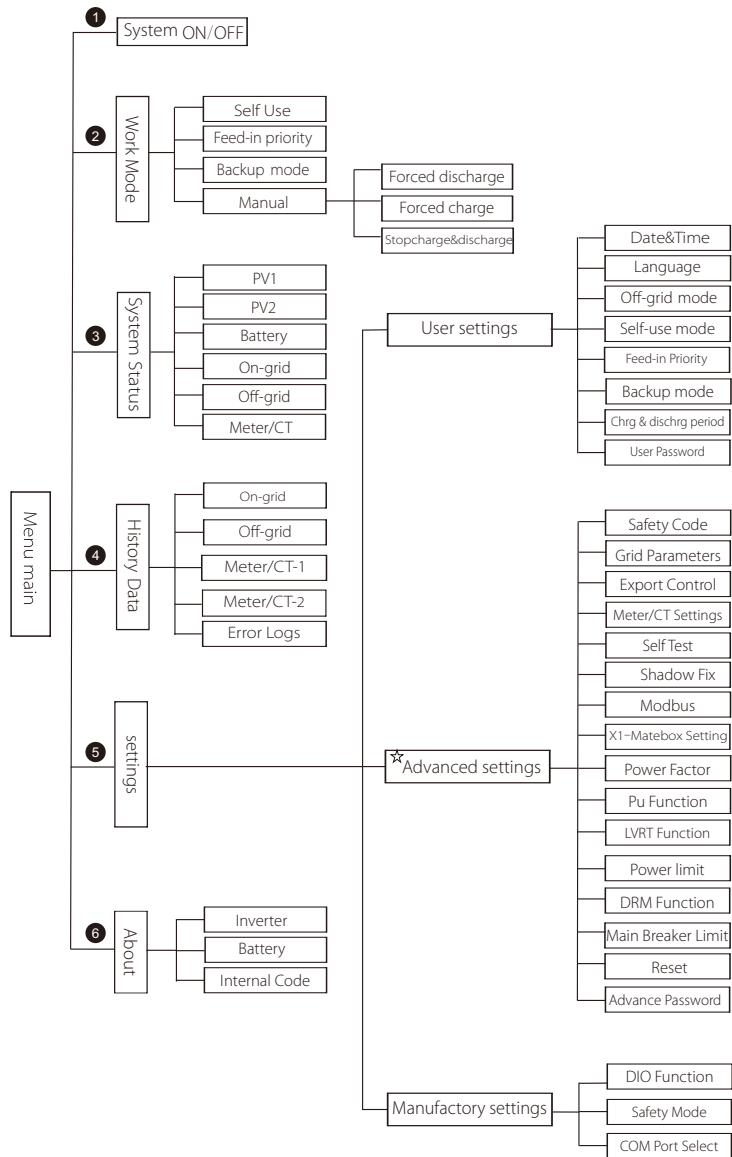 Menu main
1
System ON/OFF
2
Work Mode
Self Use
Feed-in priority
Backup mode
Manual
Forced discharge
Forced charge
Stopcharge&discharge
3
System Status
PV1
PV2
Battery
On-grid
Off-grid
Meter/CT
4
History Data
On-grid
Off-grid
Meter/CT-1
Meter/CT-2
Error Logs
5
settings
User settings
Date&Time
Language
Off-grid mode
Self-use mode
Feed-in Priority
Backup mode
Chrg & dischrg period
User Password
☆Advanced settings
Safety Code
Grid Parameters
Export Control
Meter/CT Settings
Self Test
Shadow Fix
Modbus
X1-Matebox Setting
Power Factor
Pu Function
LVRT Function
Power limit
DRM Function
Main Breaker Limit
Reset
Advance Password
Manufactory settings
DIO Function
Safety Mode
COM Port Select
6
About
Inverter
Battery
Internal Code